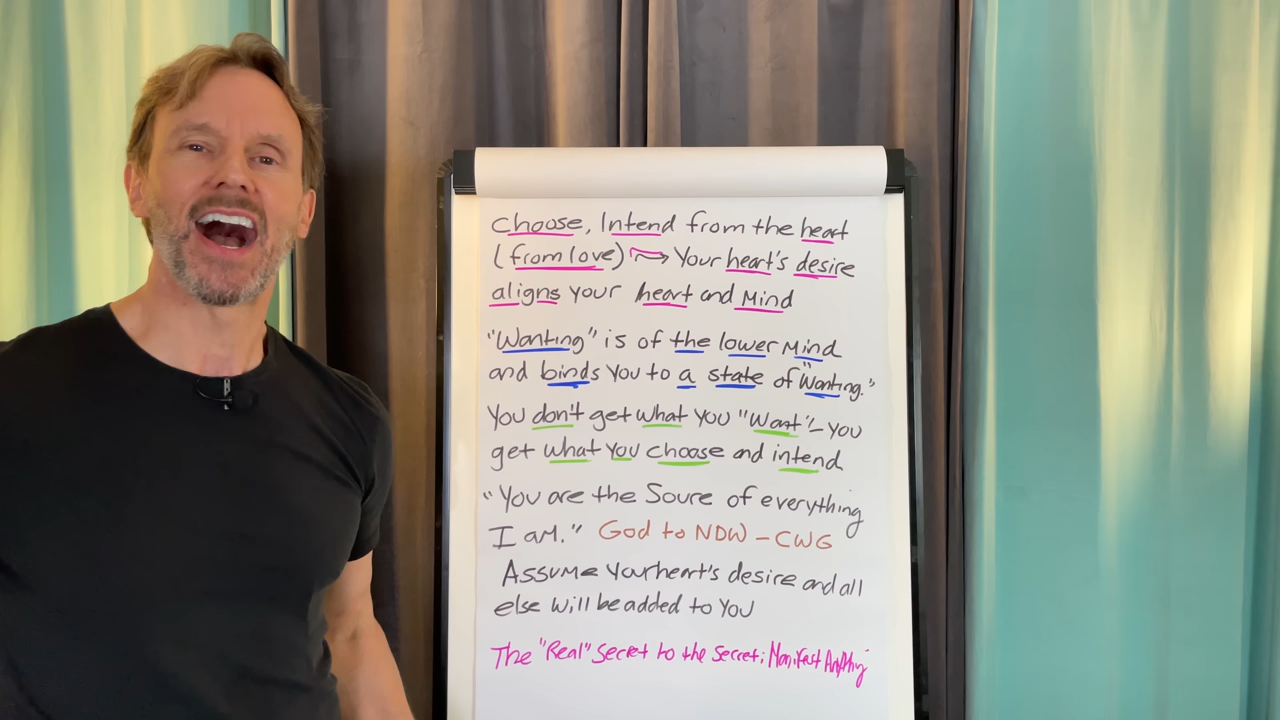 Choose, Intend from the heart
(from love) → Your heart's desire
aligns your heart and Mind
"Wanting" is of the lower Mind
and binds you to a state of "Wanting."
You don't get what you "Want" – you
get what you choose and intend
"You are the Soure of everything
I am." God to NDW – CWG
Assume your heart's desire and all
else will be added to you
The "Real" Secret to the Secret; Manifest Anything